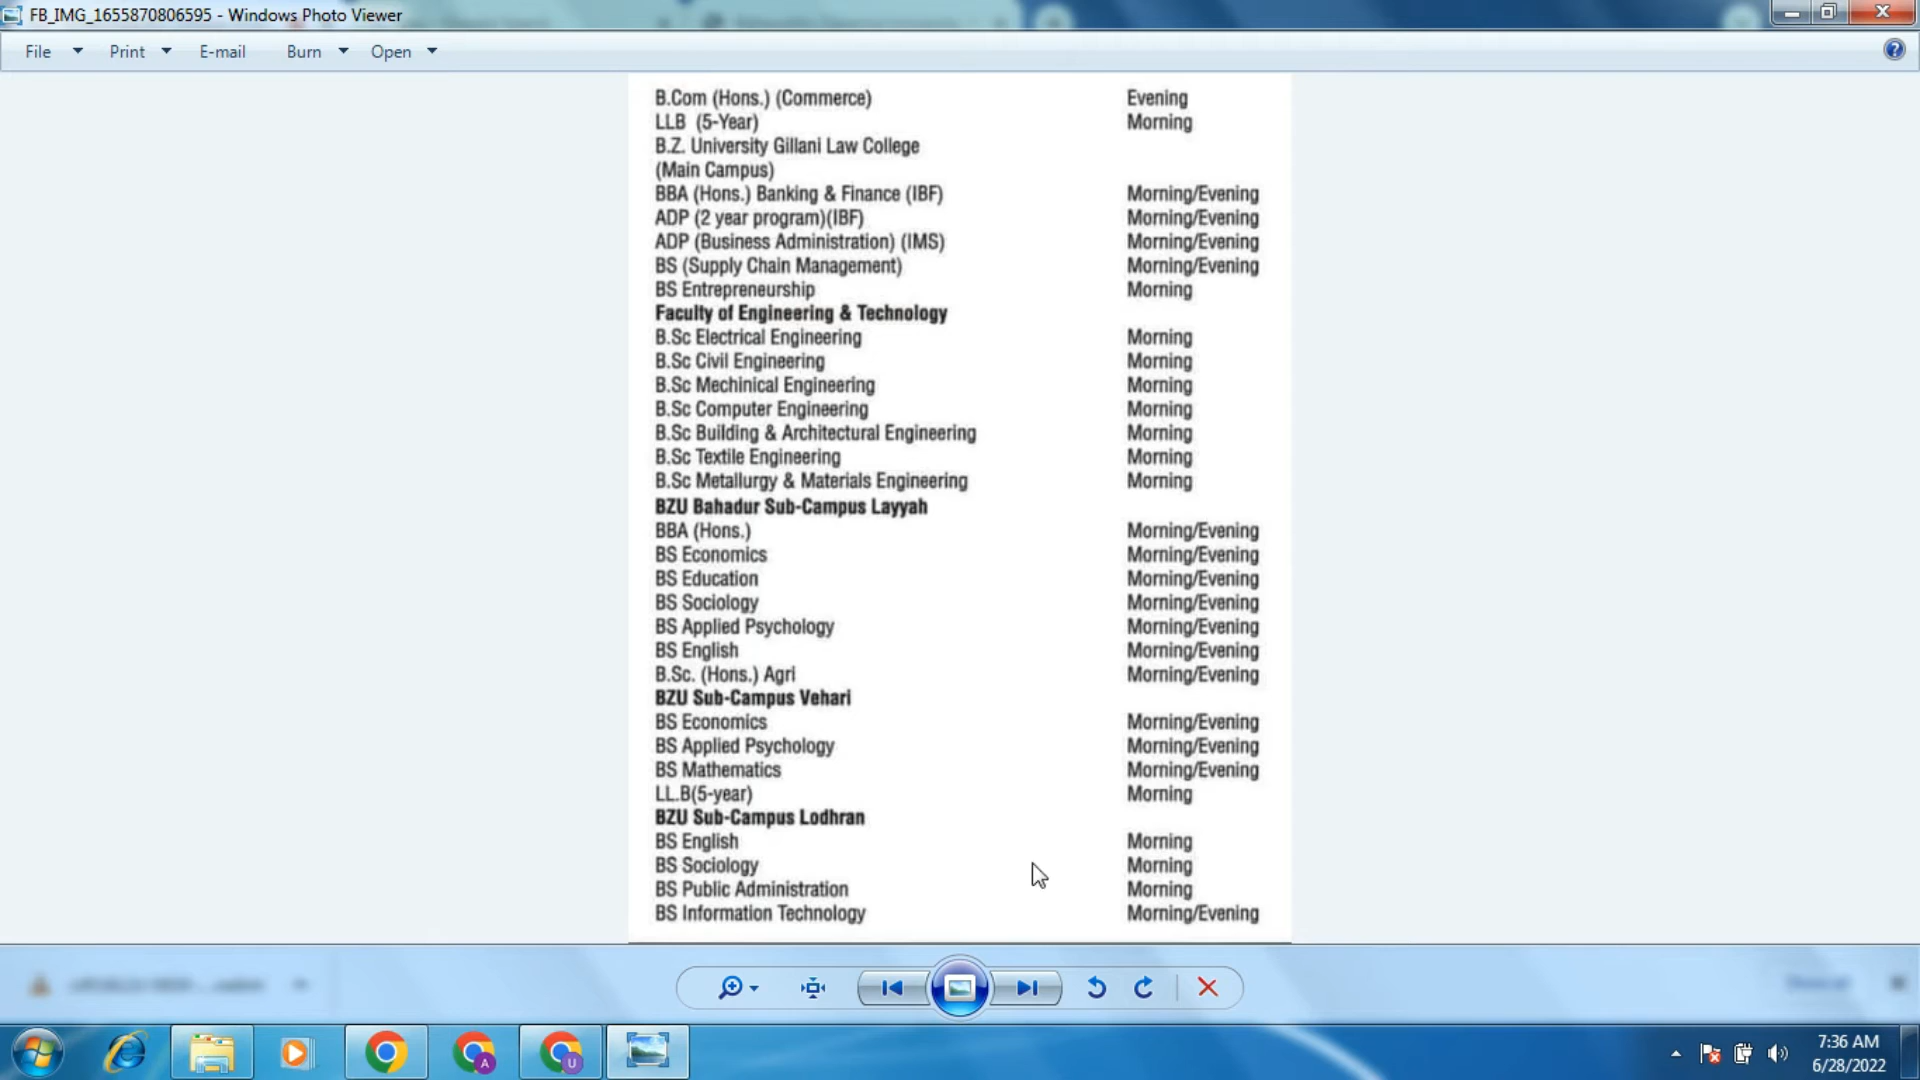 FB_IMG_1655870806595 - Windows Photo Viewer
File Print E-mail Burn Open
B.Com (Hons.) (Commerce) Evening
LLB (5-Year) Morning
B.Z. University Gillani Law College
(Main Campus)
BBA (Hons.) Banking & Finance (IBF) Morning/Evening
ADP (2 year program)(IBF) Morning/Evening
ADP (Business Administration) (IMS) Morning/Evening
BS (Supply Chain Management) Morning/Evening
BS Entrepreneurship Morning
Faculty of Engineering & Technology
B.Sc Electrical Engineering Morning
B.Sc Civil Engineering Morning
B.Sc Mechinical Engineering Morning
B.Sc Computer Engineering Morning
B.Sc Building & Architectural Engineering Morning
B.Sc Textile Engineering Morning
B.Sc Metallurgy & Materials Engineering Morning
BZU Bahadur Sub-Campus Layyah
BBA (Hons.) Morning/Evening
BS Economics Morning/Evening
BS Education Morning/Evening
BS Sociology Morning/Evening
BS Applied Psychology Morning/Evening
BS English Morning/Evening
B.Sc. (Hons.) Agri Morning/Evening
BZU Sub-Campus Vehari
BS Economics Morning/Evening
BS Applied Psychology Morning/Evening
BS Mathematics Morning/Evening
LL.B(5-year) Morning
BZU Sub-Campus Lodhran
BS English Morning
BS Sociology Morning
BS Public Administration Morning
BS Information Technology Morning/Evening
A
U
7:36 AM
6/28/2022